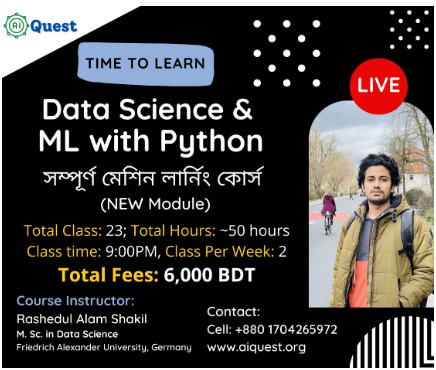 AI Quest
TIME TO LEARN
LIVE
Data Science &
ML with Python
সম্পূর্ণ মেশিন লার্নিং কোর্স
(NEW Module)
Total Class: 23; Total Hours: ~50 hours
Class time: 9:00PM, Class Per Week: 2
Total Fees: 6,000 BDT
Course Instructor:
Rashedul Alam Shakil
M. Sc. in Data Science
Friedrich Alexander University, Germany
Contact:
Cell: +880 1704265972
www.aiquest.org